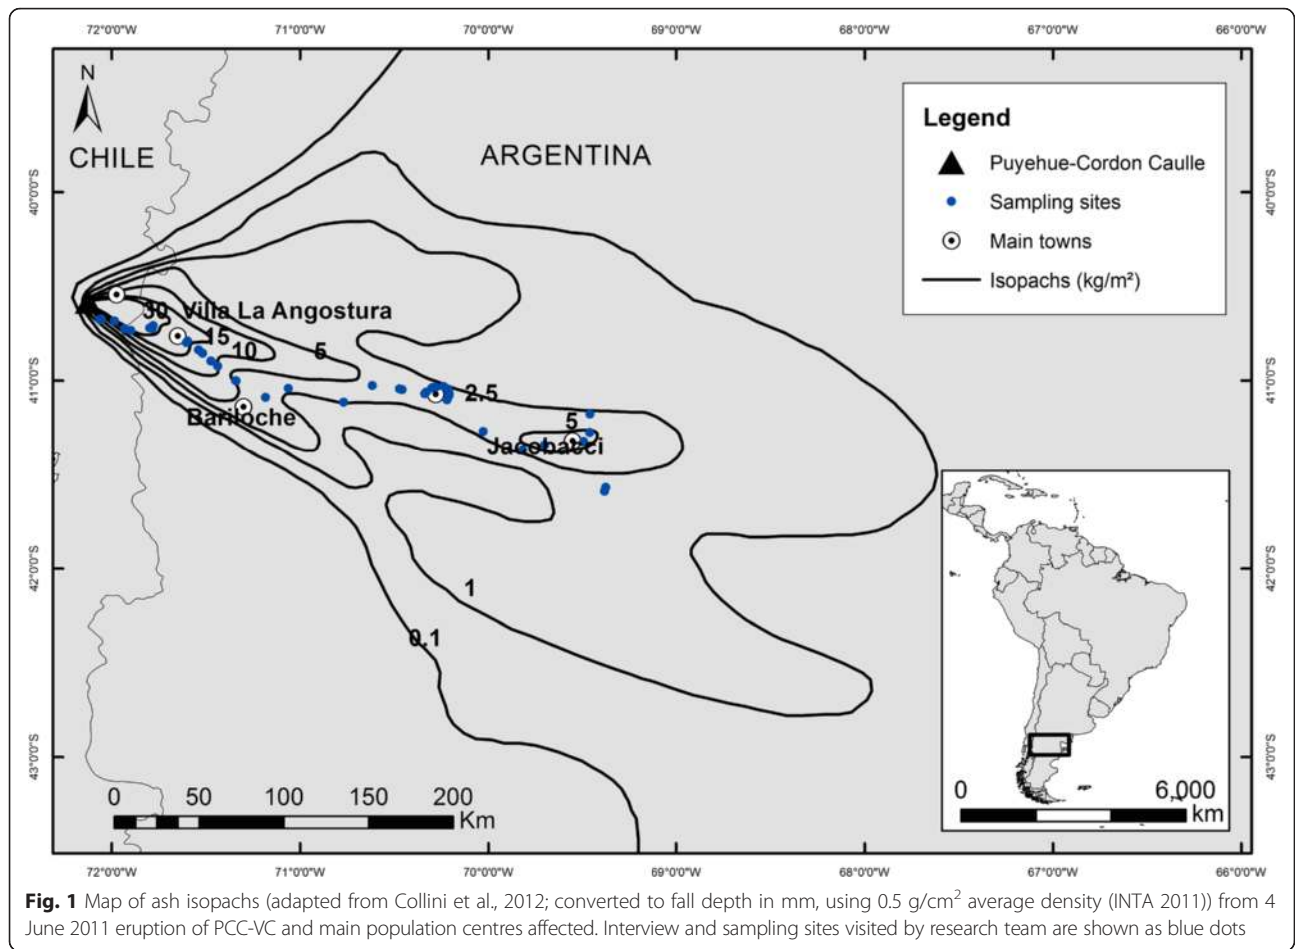 72°0'0"W 71°0'0"W 70°0'0"W 69°0'0"W 68°0'0"W 67°0'0"W 66°0'0"W
N
CHILE
ARGENTINA
Legend
Puyehue-Cordon Caulle
Sampling sites
Main towns
Isopachs (kg/m²)
40°0'0"S
40°0'0"S
30
Villa La Angostura
15
10
5
41°0'0"S
41°0'0"S
2.5
Bariloche
5
Jacobacci
42°0'0"S
42°0'0"S
1
0.1
43°0'0"S
43°0'0"S
0 50 100 150 200
Km
0 6,000
km
72°0'0"W 71°0'0"W 70°0'0"W 69°0'0"W 68°0'0"W 67°0'0"W 66°0'0"W
Fig. 1 Map of ash isopachs (adapted from Collini et al., 2012; converted to fall depth in mm, using 0.5 g/cm² average density (INTA 2011)) from 4
June 2011 eruption of PCC-VC and main population centres affected. Interview and sampling sites visited by research team are shown as blue dots